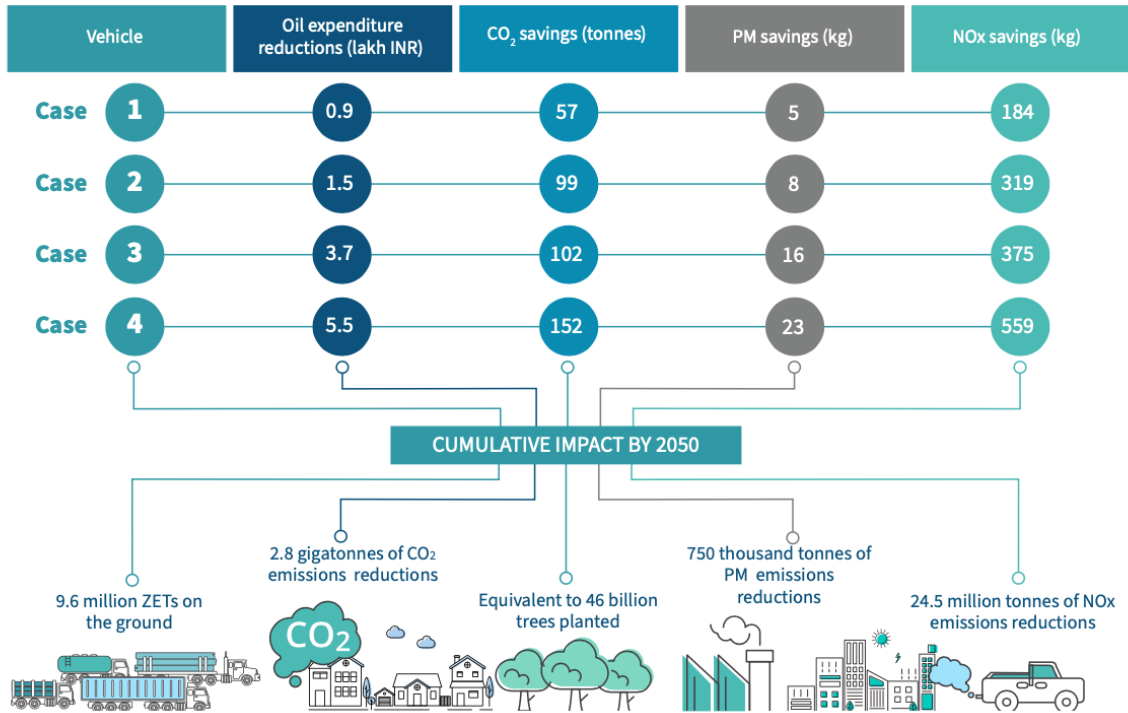 Vehicle
Oil expenditure
reductions (lakh INR)
CO₂ savings (tonnes)
PM savings (kg)
NOx savings (kg)
Case 1 0.9 57 5 184
Case 2 1.5 99 8 319
Case 3 3.7 102 16 375
Case 4 5.5 152 23 559
CUMULATIVE IMPACT BY 2050
9.6 million ZETs on
the ground
2.8 gigatonnes of CO₂
emissions reductions
CO₂
Equivalent to 46 billion
trees planted
750 thousand tonnes of
PM emissions
reductions
24.5 million tonnes of NOx
emissions reductions